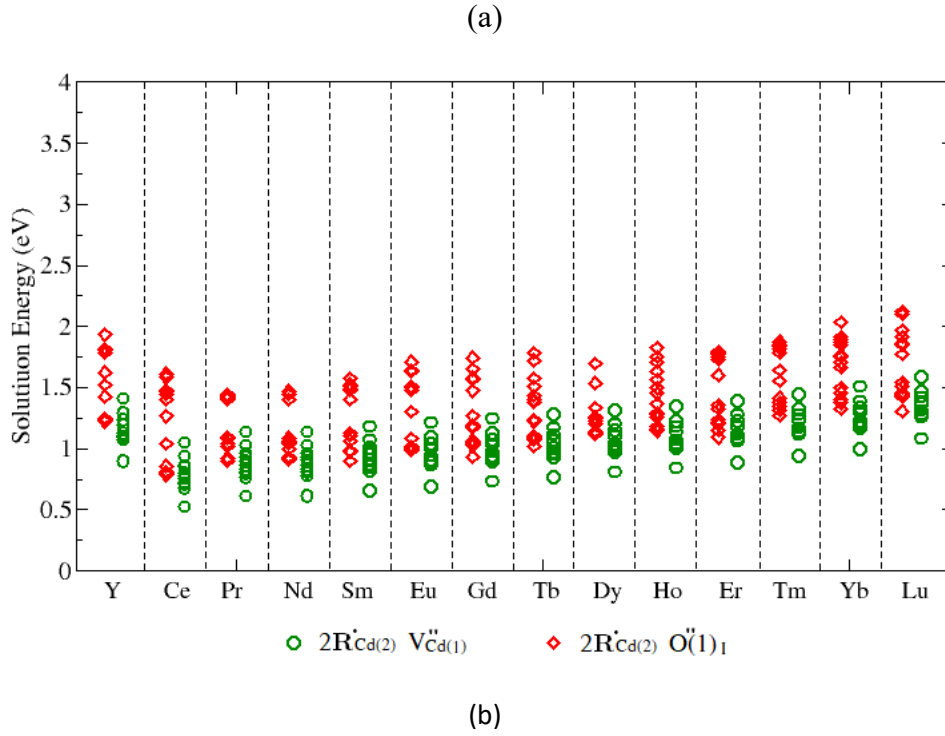 (a)
4
3.5
3
2.5
2
1.5
1
0.5
0
Solutiuon Energy (eV)
Y Ce Pr Nd Sm Eu Gd Tb Dy Ho Er Tm Yb Lu
2R˙Cd(2) V''Cd(1) 2R˙Cd(2) O''(1)I
(b)